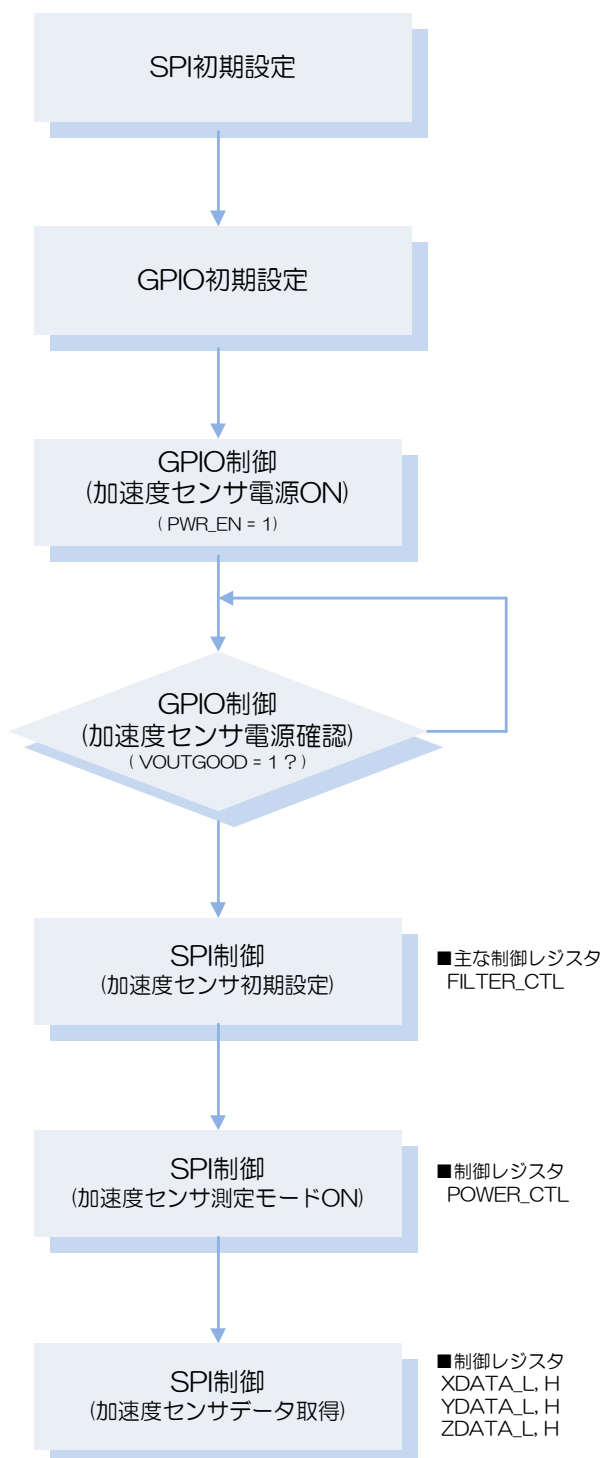 SPI初期設定
GPIO初期設定
GPIO制御
(加速度センサ電源ON)
( PWR_EN = 1)
GPIO制御
(加速度センサ電源確認)
( VOUTGOOD = 1 ? )
SPI制御
(加速度センサ初期設定)
■主な制御レジスタ
FILTER_CTL
SPI制御
(加速度センサ測定モードON)
■制御レジスタ
POWER_CTL
SPI制御
(加速度センサデータ取得)
■制御レジスタ
XDATA_L, H
YDATA_L, H
ZDATA_L, H